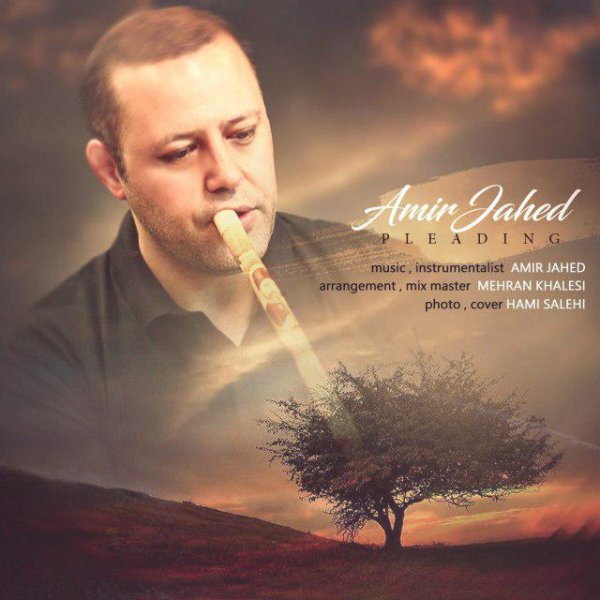 Amir Jahed
PLEADING
music , instrumentalist AMIR JAHED
arrangement , mix master MEHRAN KHALESI
photo , cover HAMI SALEHI